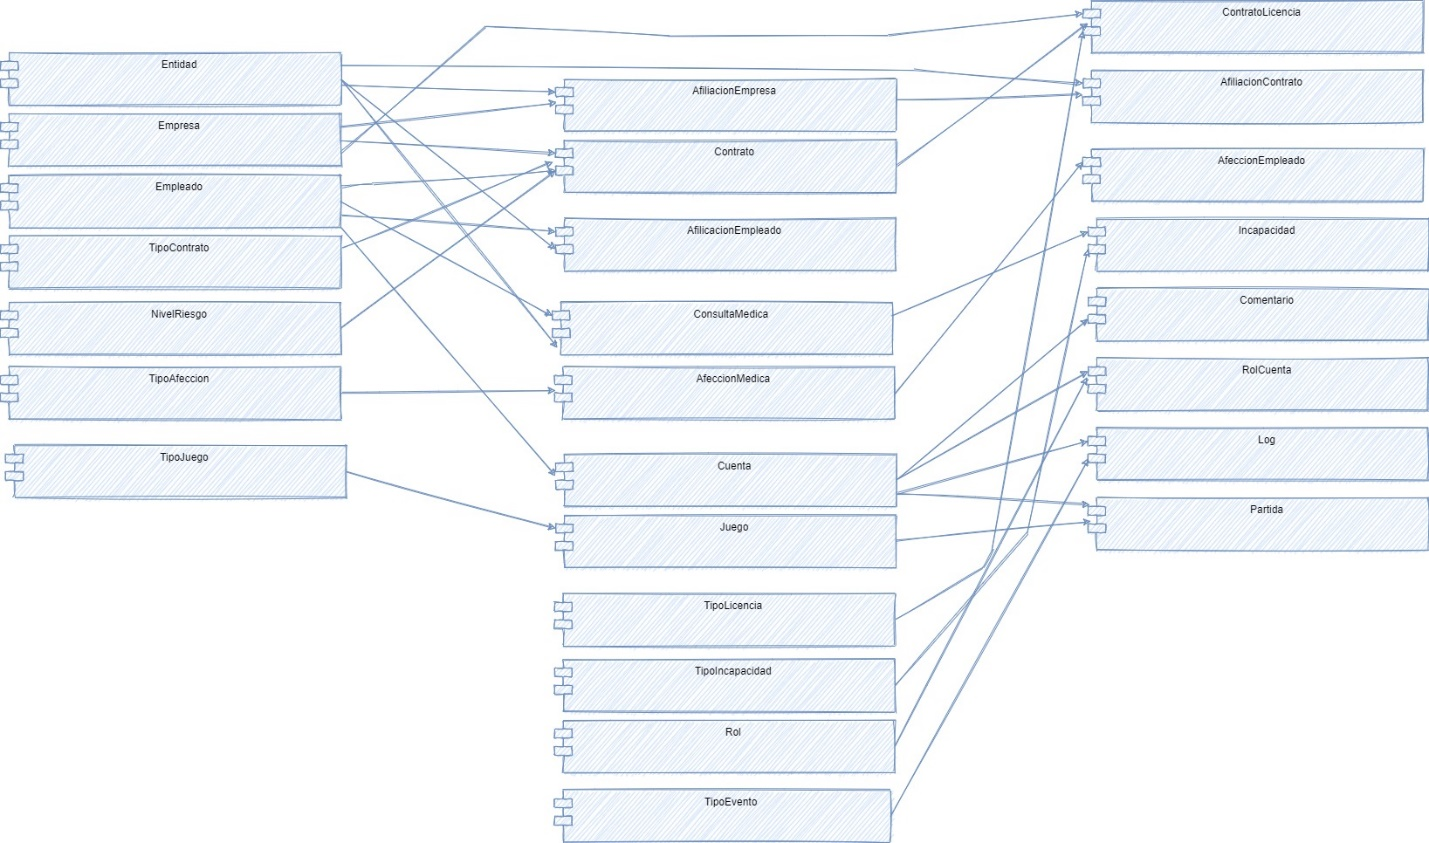 Entidad
Empresa
Empleado
TipoContrato
NivelRiesgo
TipoAfeccion
TipoJuego
AfiliacionEmpresa
Contrato
AfilicacionEmpleado
ConsultaMedica
AfeccionMedica
Cuenta
Juego
TipoLicencia
TipoIncapacidad
Rol
TipoEvento
ContratoLicencia
AfiliacionContrato
AfeccionEmpleado
Incapacidad
Comentario
RolCuenta
Log
Partida